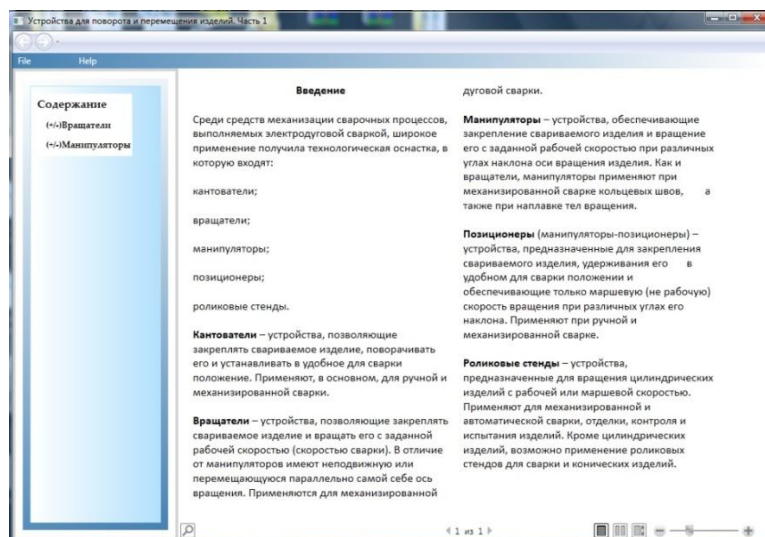 Устройства для поворота и перемещения изделий. Часть 1
File Help
Содержание
(+/-)Вращатели
(+/-)Манипуляторы
Введение
Среди средств механизации сварочных процессов,
выполняемых электродуговой сваркой, широкое
применение получила технологическая оснастка, в
которую входят:
кантователи;
вращатели;
манипуляторы;
позиционеры;
роликовые стенды.
Кантователи – устройства, позволяющие
закреплять свариваемое изделие, поворачивать
его и устанавливать в удобное для сварки
положение. Применяют, в основном, для ручной и
механизированной сварки.
Вращатели – устройства, позволяющие закреплять
свариваемое изделие и вращать его с заданной
рабочей скоростью (скоростью сварки). В отличие
от манипуляторов имеют неподвижную или
перемещающуюся параллельно самой себе ось
вращения. Применяются для механизированной
дуговой сварки.
Манипуляторы – устройства, обеспечивающие
закрепление свариваемого изделия и вращение
его с заданной рабочей скоростью при различных
углах наклона оси вращения изделия. Как и
вращатели, манипуляторы применяют при
механизированной сварке кольцевых швов, а
также при наплавке тел вращения.
Позиционеры (манипуляторы-позиционеры) –
устройства, предназначенные для закрепления
свариваемого изделия, удерживания его в
удобном для сварки положении и
обеспечивающие только маршевую (не рабочую)
скорость вращения при различных углах его
наклона. Применяют при ручной и
механизированной сварке.
Роликовые стенды – устройства,
предназначенные для вращения цилиндрических
изделий с рабочей или маршевой скоростью.
Применяют для механизированной и
автоматической сварки, отделки, контроля и
испытания изделий. Кроме цилиндрических
изделий, возможно применение роликовых
стендов для сварки и конических изделий.
1 из 1